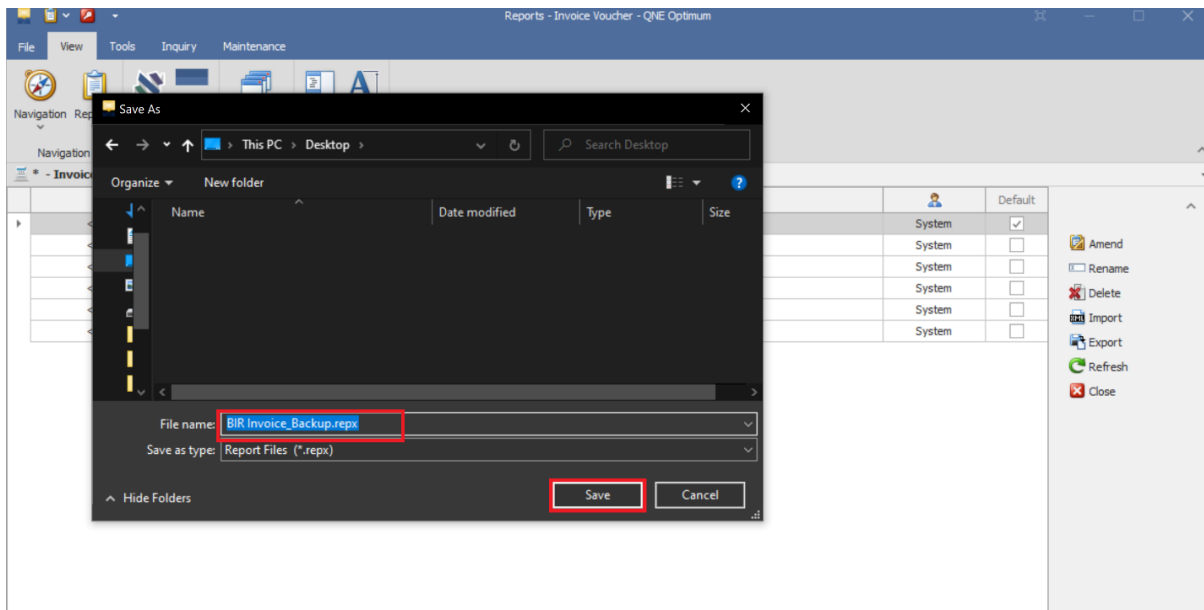 Reports - Invoice Voucher - QNE Optimum
File View Tools Inquiry Maintenance
Navigation Rep
Navigation
* - Invoic
Save As
This PC > Desktop >
Search Desktop
Organize New folder
Name Date modified Type Size
Default
System
System
System
System
System
System
Amend
Rename
Delete
Import
Export
Refresh
Close
File name: BIR Invoice_Backup.repx
Save as type: Report Files (*.repx)
Hide Folders
Save Cancel